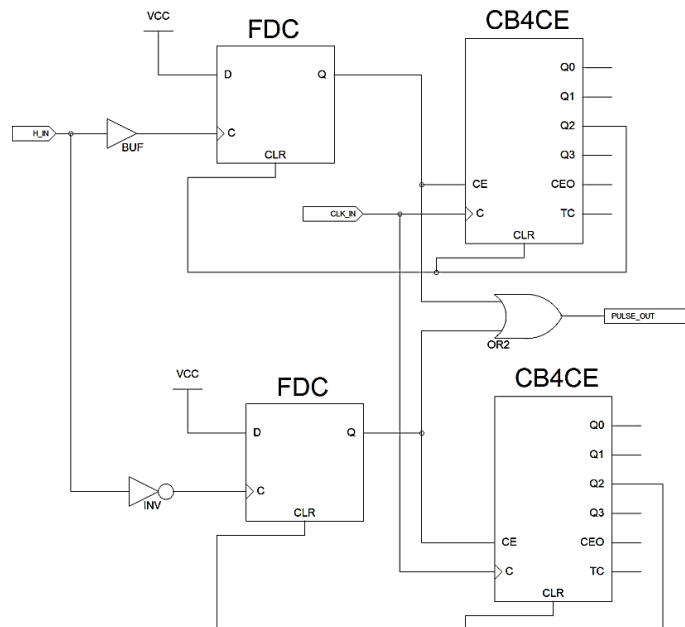 VCC
FDC
D
Q
C
CLR
H_IN
BUF
CB4CE
Q0
Q1
Q2
Q3
CE
CEO
CLK_IN
C
TC
CLR
PULSE_OUT
OR2
VCC
FDC
D
Q
C
CLR
INV
CB4CE
Q0
Q1
Q2
Q3
CE
CEO
C
TC
CLR